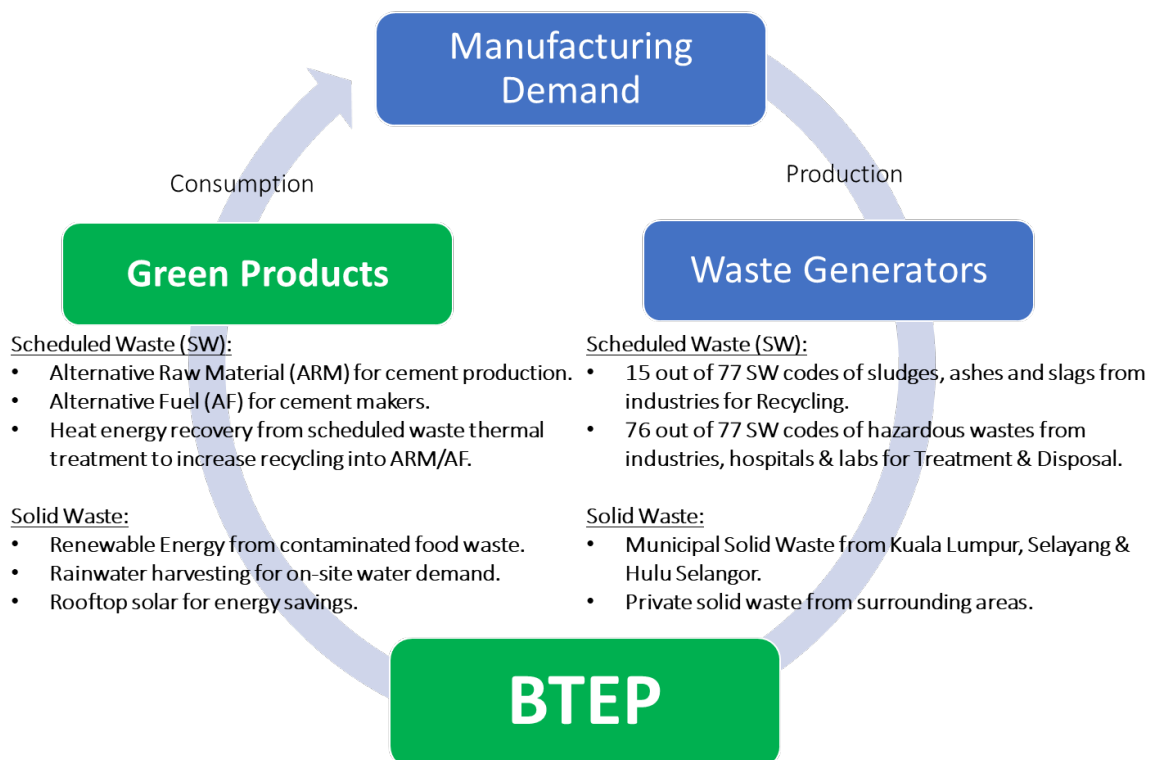 Manufacturing
Demand
Consumption
Production
Green Products
Waste Generators
Scheduled Waste (SW):
• Alternative Raw Material (ARM) for cement production.
• Alternative Fuel (AF) for cement makers.
• Heat energy recovery from scheduled waste thermal
treatment to increase recycling into ARM/AF.
Solid Waste:
• Renewable Energy from contaminated food waste.
• Rainwater harvesting for on-site water demand.
• Rooftop solar for energy savings.
Scheduled Waste (SW):
• 15 out of 77 SW codes of sludges, ashes and slags from
industries for Recycling.
• 76 out of 77 SW codes of hazardous wastes from
industries, hospitals & labs for Treatment & Disposal.
Solid Waste:
• Municipal Solid Waste from Kuala Lumpur, Selayang &
Hulu Selangor.
• Private solid waste from surrounding areas.
BTEP